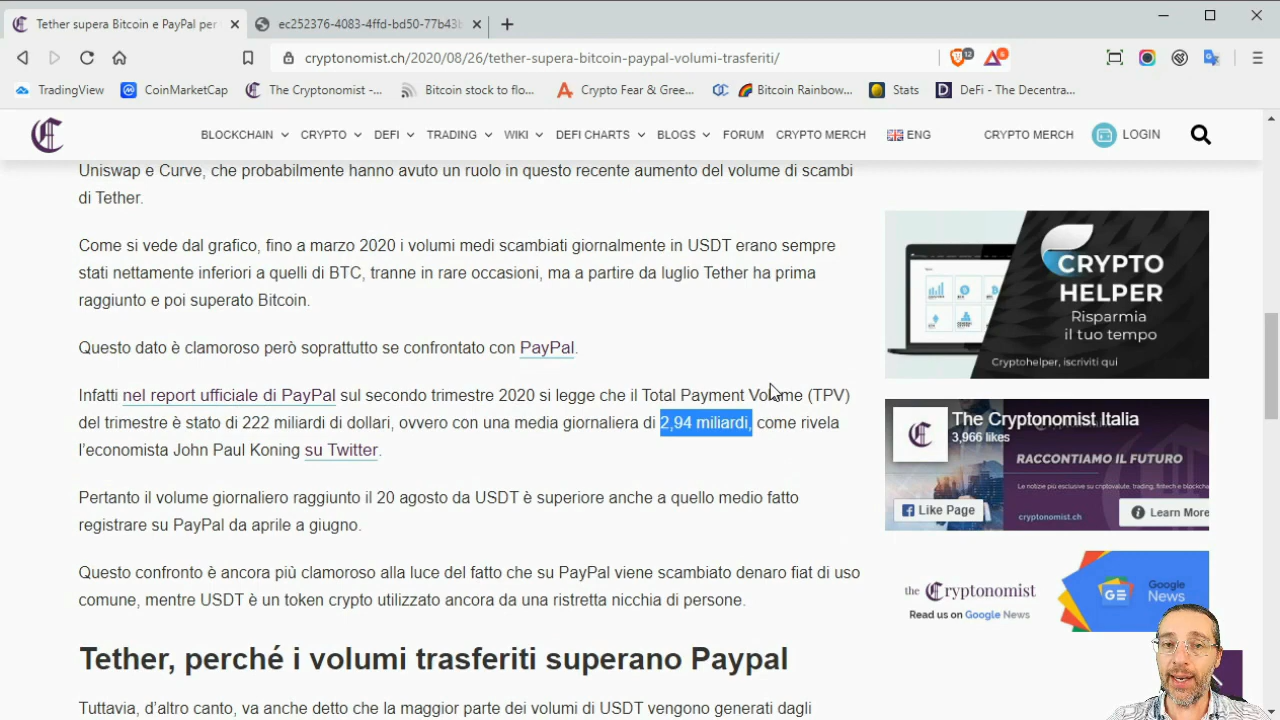 Tether supera Bitcoin e PayPal per
ec252376-4083-4ffd-bd50-77b43b
cryptonomist.ch/2020/08/26/tether-supera-bitcoin-paypal-volumi-trasferiti/
12
6
TradingView
CoinMarketCap
The Cryptonomist -...
Bitcoin stock to flo...
Crypto Fear & Gree...
Bitcoin Rainbow...
Stats
DeFi - The Decentra...
BLOCKCHAIN
CRYPTO
DEFI
TRADING
WIKI
DEFI CHARTS
BLOGS
FORUM
CRYPTO MERCH
ENG
CRYPTO MERCH
LOGIN
Uniswap e Curve, che probabilmente hanno avuto un ruolo in questo recente aumento del volume di scambi
di Tether.
Come si vede dal grafico, fino a marzo 2020 i volumi medi scambiati giornalmente in USDT erano sempre
stati nettamente inferiori a quelli di BTC, tranne in rare occasioni, ma a partire da luglio Tether ha prima
raggiunto e poi superato Bitcoin.
Questo dato è clamoroso però soprattutto se confrontato con PayPal.
Infatti nel report ufficiale di PayPal sul secondo trimestre 2020 si legge che il Total Payment Volume (TPV)
del trimestre è stato di 222 miliardi di dollari, ovvero con una media giornaliera di 2,94 miliardi, come rivela
l'economista John Paul Koning su Twitter.
Pertanto il volume giornaliero raggiunto il 20 agosto da USDT è superiore anche a quello medio fatto
registrare su PayPal da aprile a giugno.
Questo confronto è ancora più clamoroso alla luce del fatto che su PayPal viene scambiato denaro fiat di uso
comune, mentre USDT è un token crypto utilizzato ancora da una ristretta nicchia di persone.
Tether, perché i volumi trasferiti superano Paypal
Tuttavia, d'altro canto, va anche detto che la maggior parte dei volumi di USDT vengono generati dagli
CRYPTO
HELPER
Risparmia
il tuo tempo
Cryptohelper, iscriviti qui
The Cryptonomist Italia
3,966 likes
RACCONTIAMO IL FUTURO
Le notizie più esclusive su criptovalute, trading, fintech e blockcha
cryptonomist.ch
Like Page
Learn More
the Cryptonomist
Read us on Google News
GE
Google
News